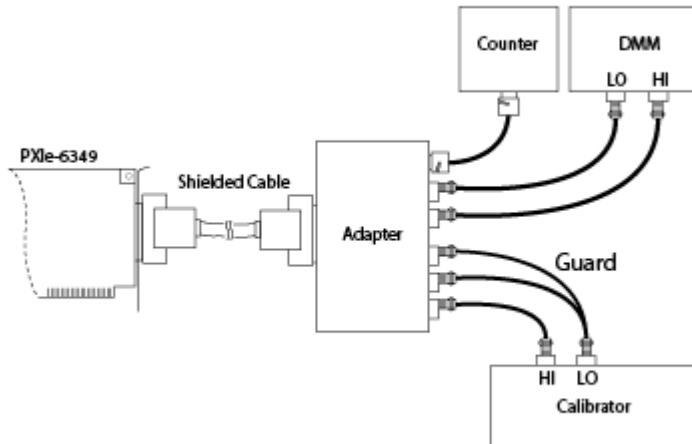 Counter
DMM
LO HI
PXIe-6349
Shielded Cable
Adapter
Guard
HI LO
Calibrator